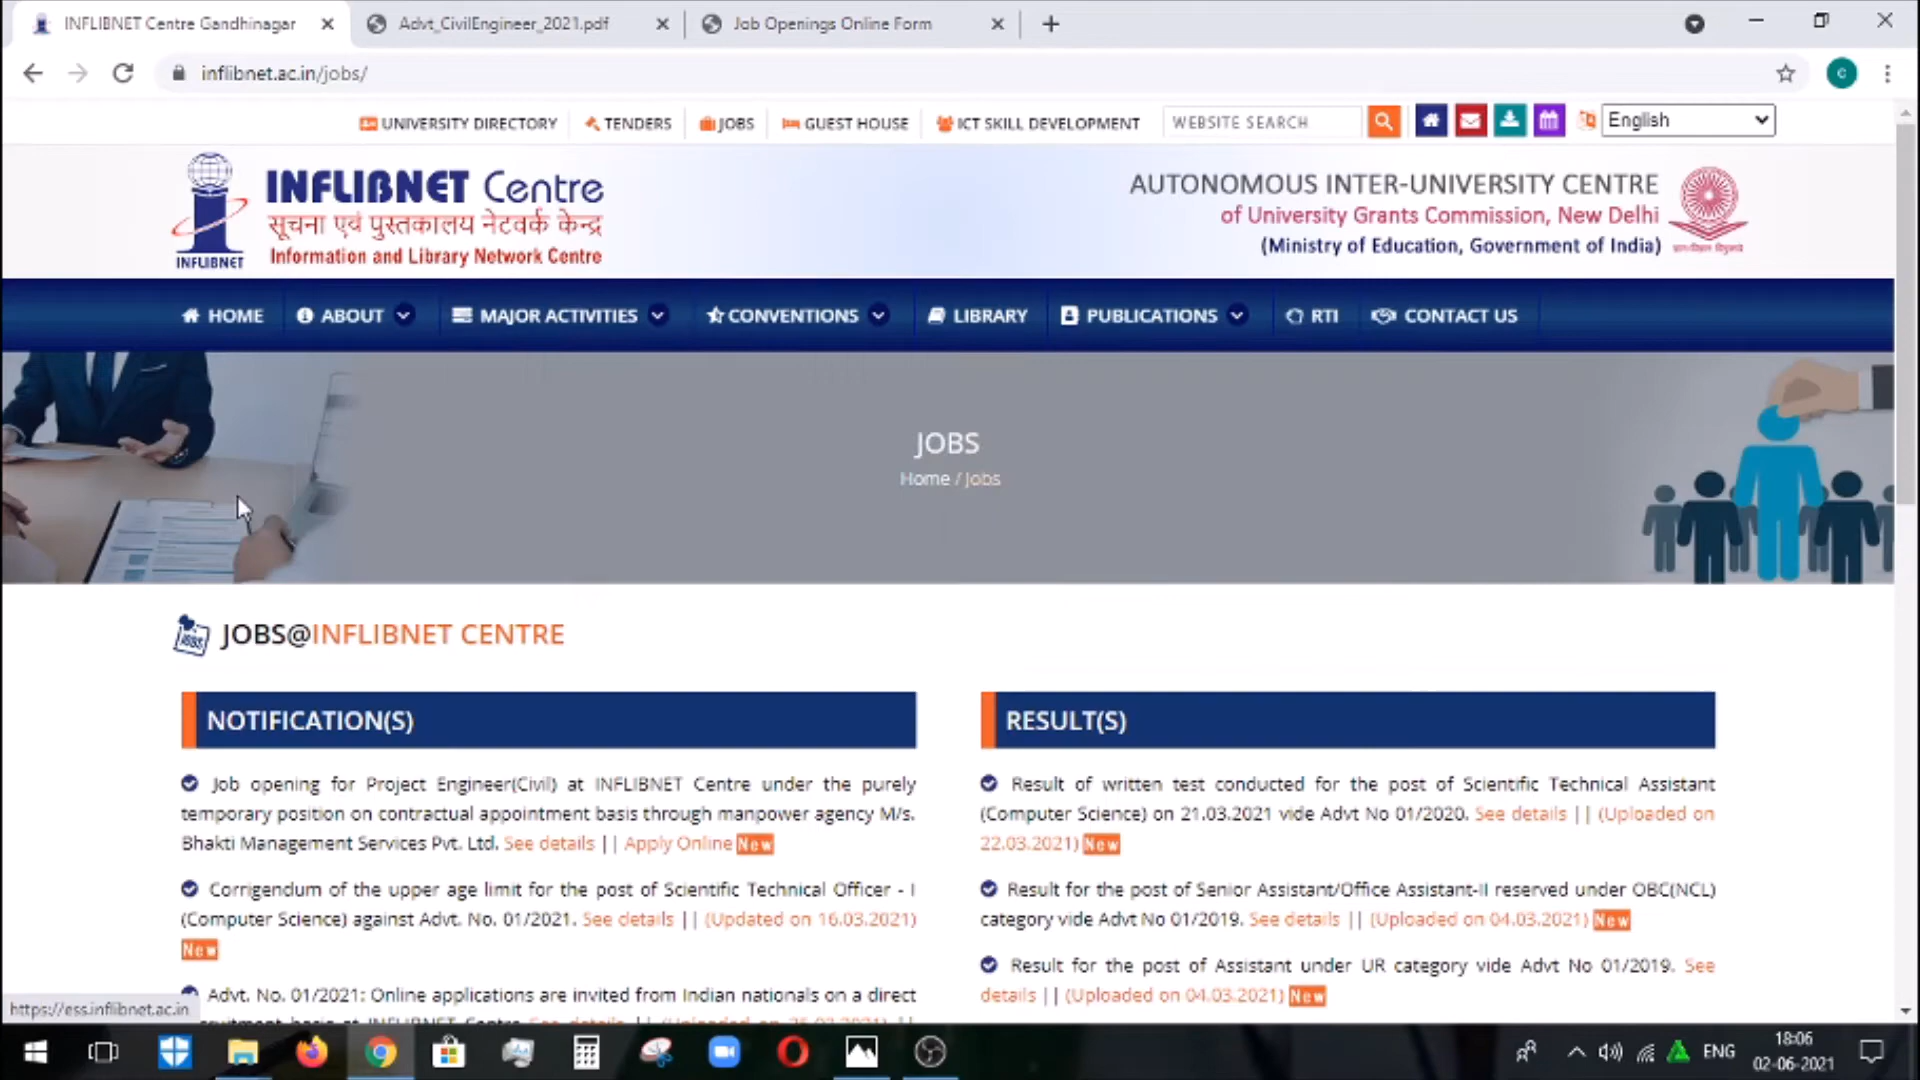 INFLIBNET Centre Gandhinagar
Advt_CivilEngineer_2021.pdf
Job Openings Online Form
inflibnet.ac.in/jobs/
C
UNIVERSITY DIRECTORY
TENDERS
JOBS
GUEST HOUSE
ICT SKILL DEVELOPMENT
WEBSITE SEARCH
English
INFLIBNET
INFLIBNET Centre
सूचना एवं पुस्तकालय नेटवर्क केन्द्र
Information and Library Network Centre
AUTONOMOUS INTER-UNIVERSITY CENTRE
of University Grants Commission, New Delhi
(Ministry of Education, Government of India)
HOME
ABOUT
MAJOR ACTIVITIES
CONVENTIONS
LIBRARY
PUBLICATIONS
RTI
CONTACT US
JOBS
Home / Jobs
JOBS@INFLIBNET CENTRE
NOTIFICATION(S)
Job opening for Project Engineer(Civil) at INFLIBNET Centre under the purely
temporary position on contractual appointment basis through manpower agency M/s.
Bhakti Management Services Pvt. Ltd. See details || Apply Online New
Corrigendum of the upper age limit for the post of Scientific Technical Officer - I
(Computer Science) against Advt. No. 01/2021. See details || (Updated on 16.03.2021)
New
Advt. No. 01/2021: Online applications are invited from Indian nationals on a direct
RESULT(S)
Result of written test conducted for the post of Scientific Technical Assistant
(Computer Science) on 21.03.2021 vide Advt No 01/2020. See details || (Uploaded on
22.03.2021) New
Result for the post of Senior Assistant/Office Assistant-II reserved under OBC(NCL)
category vide Advt No 01/2019. See details || (Uploaded on 04.03.2021) New
Result for the post of Assistant under UR category vide Advt No 01/2019. See
details || (Uploaded on 04.03.2021) New
https://ess.inflibnet.ac.in
ENG
18:06
02-06-2021